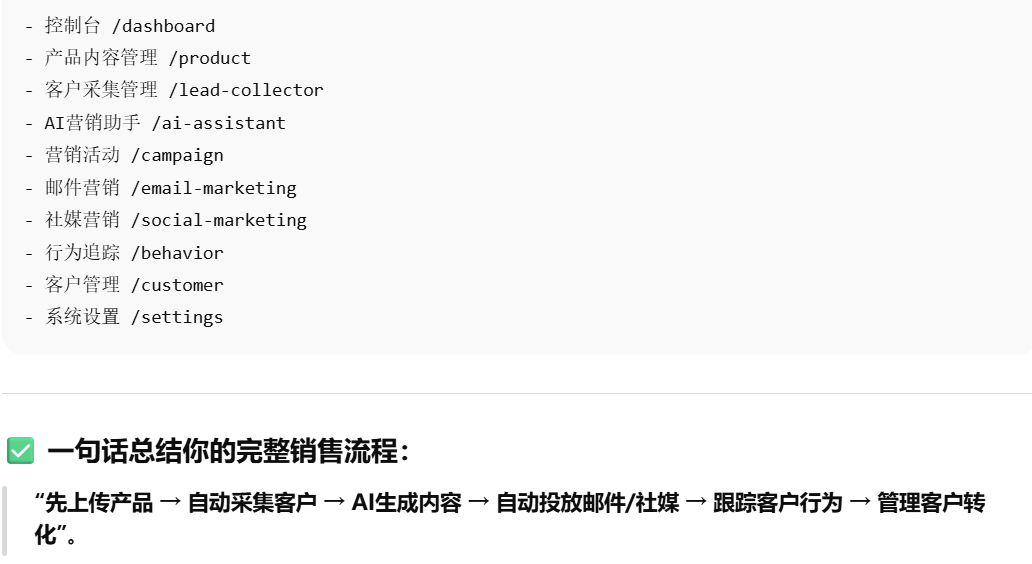 - 控制台 /dashboard
- 产品内容管理 /product
- 客户采集管理 /lead-collector
- AI营销助手 /ai-assistant
- 营销活动 /campaign
- 邮件营销 /email-marketing
- 社媒营销 /social-marketing
- 行为追踪 /behavior
- 客户管理 /customer
- 系统设置 /settings
✅ 一句话总结你的完整销售流程：
“先上传产品 → 自动采集客户 → AI生成内容 → 自动投放邮件/社媒 → 跟踪客户行为 → 管理客户转
化”。